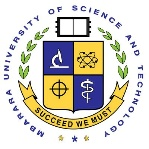 MBARARA UNIVERSITY OF SCIENCE AND TECHNOLOGY
SUCCEED WE MUST